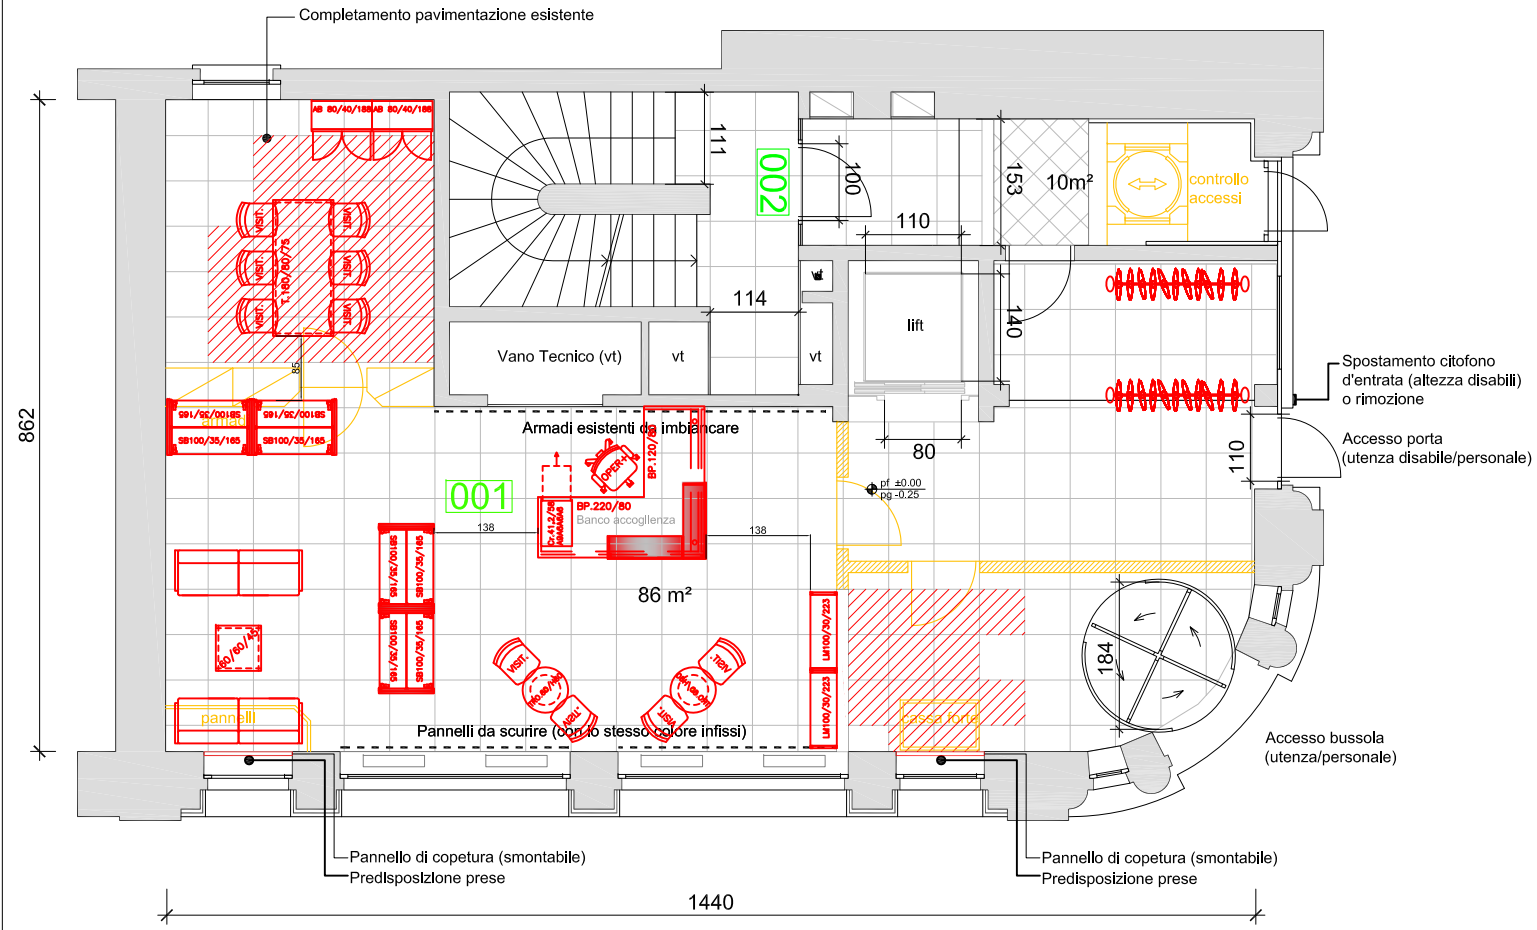 Completamento pavimentazione esistente
AB 80/40/188
AB 80/40/188
111
002
100
153
10m²
controllo
accessi
110
VISIT.
VISIT.
VISIT.
VISIT.
VISIT.
VISIT.
T.180/80/75
114
140
lift
Vano Tecnico (vt)
vt
vt
85
Spostamento citofono
d'entrata (altezza disabili)
o rimozione
862
SB100/35/165
SB100/35/165
armadi
SB100/35/165
SB100/35/165
Armadi esistenti da imbiancare
BP.120/80
OPER+
80
110
Accesso porta
(utenza disabile/personale)
pf ±0.00
pg -0.25
001
BP.220/80
Banco accoglienza
138
138
SB100/35/165
SB100/35/165
SB100/35/165
SB100/35/165
86 m²
LM100/30/223
LM100/30/223
60/60/45
184
VISIT.
VISIT.
VISIT.
VISIT.
pannelli
cassa forte
Pannelli da scurire (con lo stesso colore infissi)
Accesso bussola
(utenza/personale)
Pannello di copetura (smontabile)
Predisposizione prese
Pannello di copetura (smontabile)
Predisposizione prese
1440